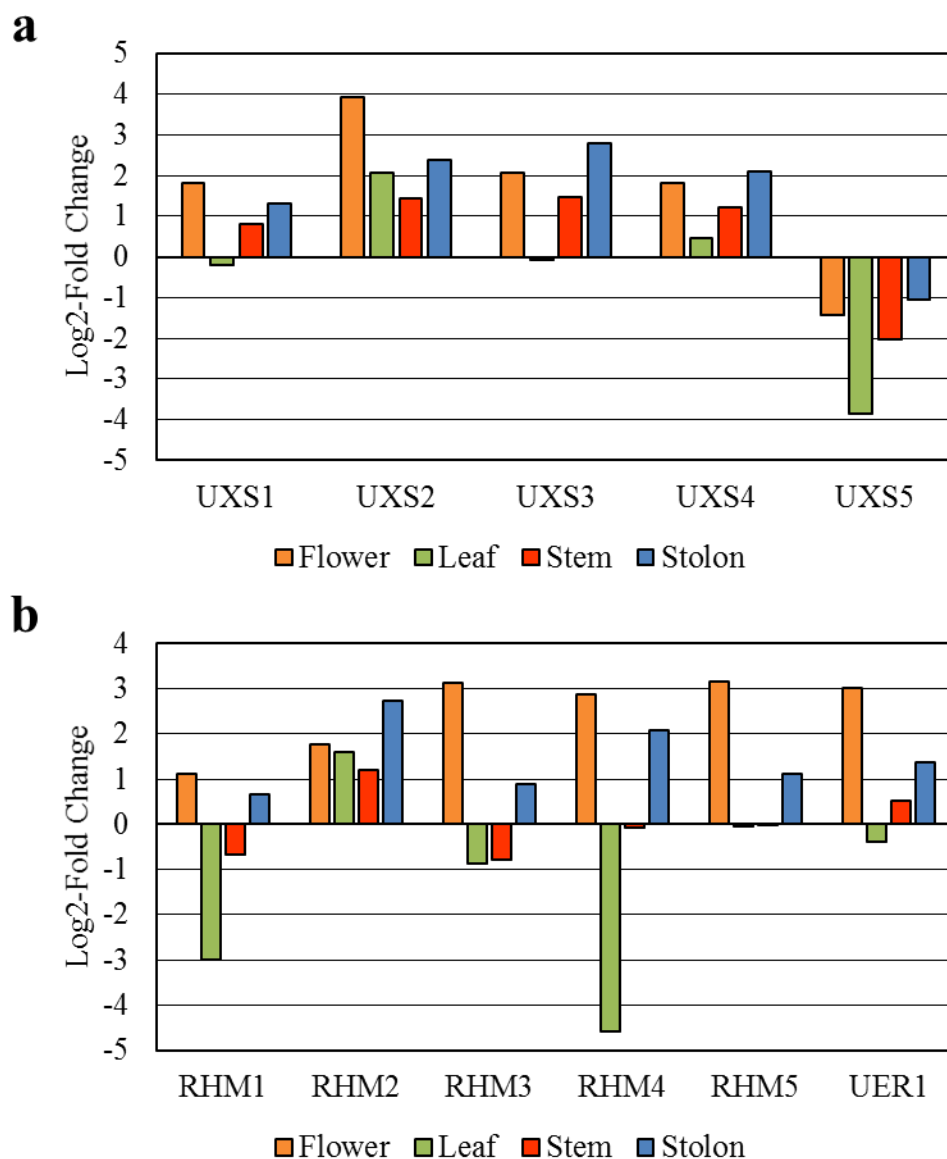 a
5
4
3
2
1
0
-1
-2
-3
-4
-5
Log2-Fold Change
UXS1 UXS2 UXS3 UXS4 UXS5
Flower Leaf Stem Stolon
b
4
3
2
1
0
-1
-2
-3
-4
-5
Log2-Fold Change
RHM1 RHM2 RHM3 RHM4 RHM5 UER1
Flower Leaf Stem Stolon